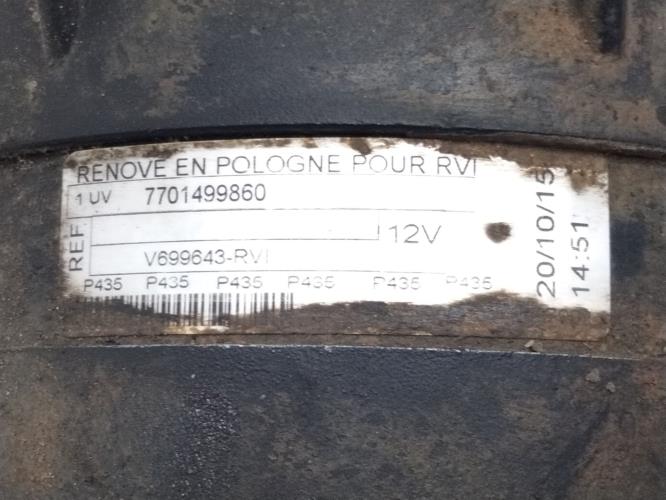 RENOVE EN POLOGNE POUR RVI
1 UV 7701499860
REF
12V
V699643-RVI
P435 P435 P435 P435 P435 P435
20/10/15
14:51